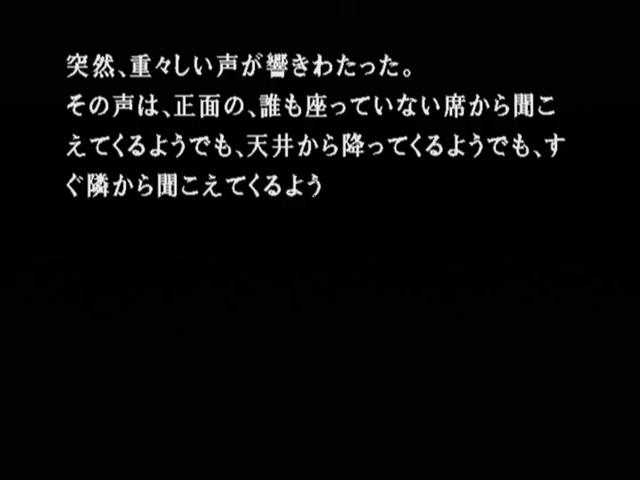 突然、重々しい声が響きわたった。
その声は、正面の、誰も座っていない席から聞こ
えてくるようでも、天井から降ってくるようでも、す
ぐ隣から聞こえてくるよう